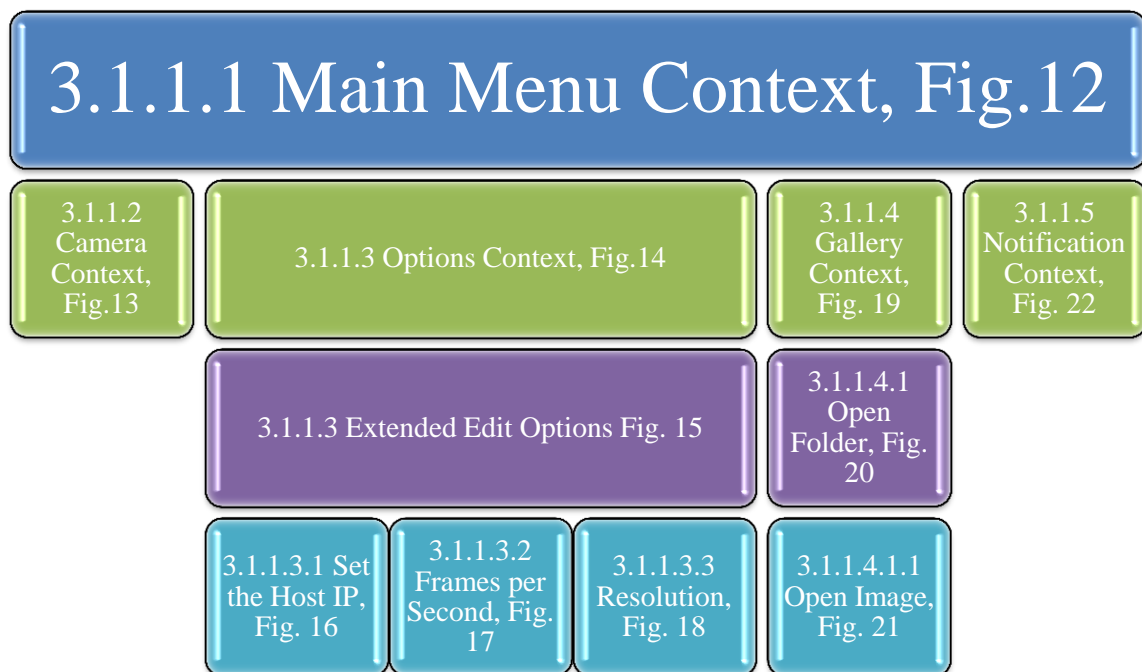 3.1.1.1 Main Menu Context, Fig.12
3.1.1.2
Camera
Context,
Fig.13
3.1.1.3 Options Context, Fig.14
3.1.1.4
Gallery
Context,
Fig. 19
3.1.1.5
Notification
Context,
Fig. 22
3.1.1.3 Extended Edit Options Fig. 15
3.1.1.4.1
Open
Folder, Fig.
20
3.1.1.3.1 Set
the Host IP,
Fig. 16
3.1.1.3.2
Frames per
Second, Fig.
17
3.1.1.3.3
Resolution,
Fig. 18
3.1.1.4.1.1
Open Image,
Fig. 21